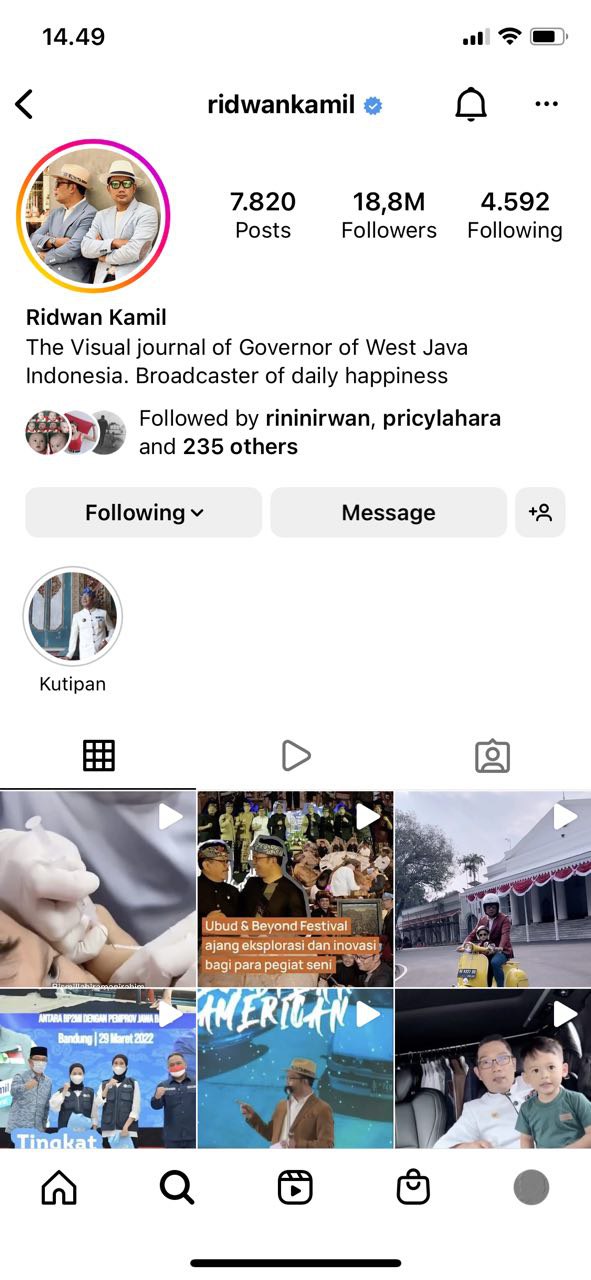 14.49
ridwankamil
7.820
18,8M
4.592
Posts
Followers
Following
Ridwan Kamil
The Visual journal of Governor of West Java
Indonesia. Broadcaster of daily happiness
Followed by rininirwan, pricylahara
and 235 others
Following
Message
Kutipan
Ubud & Beyond Festival
ajang eksplorasi dan inovasi
bagi para pegiat seni
ANTARA BP2MI DENGAN PEMPROV JAWA
Bandung | 29 Maret 2022
Tingkat
AMERICAN